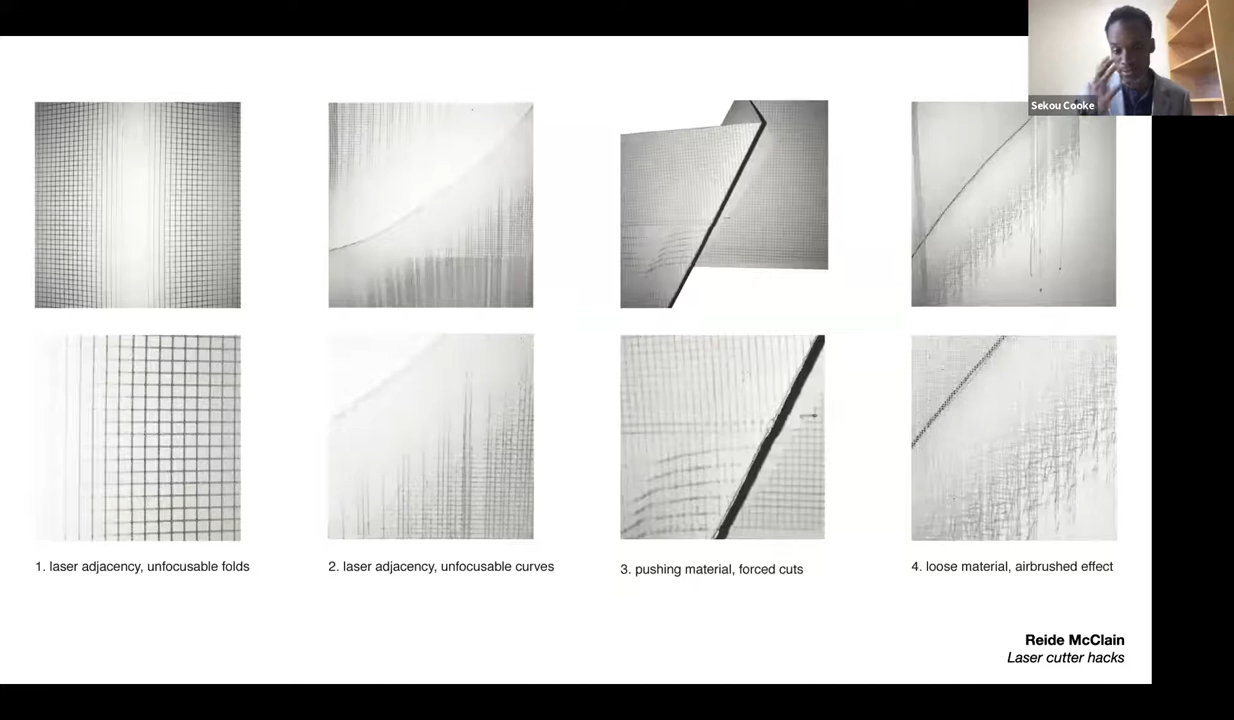 Sekou Cooke
1. laser adjacency, unfocusable folds
2. laser adjacency, unfocusable curves
3. pushing material, forced cuts
4. loose material, airbrushed effect
Reide McClain
Laser cutter hacks